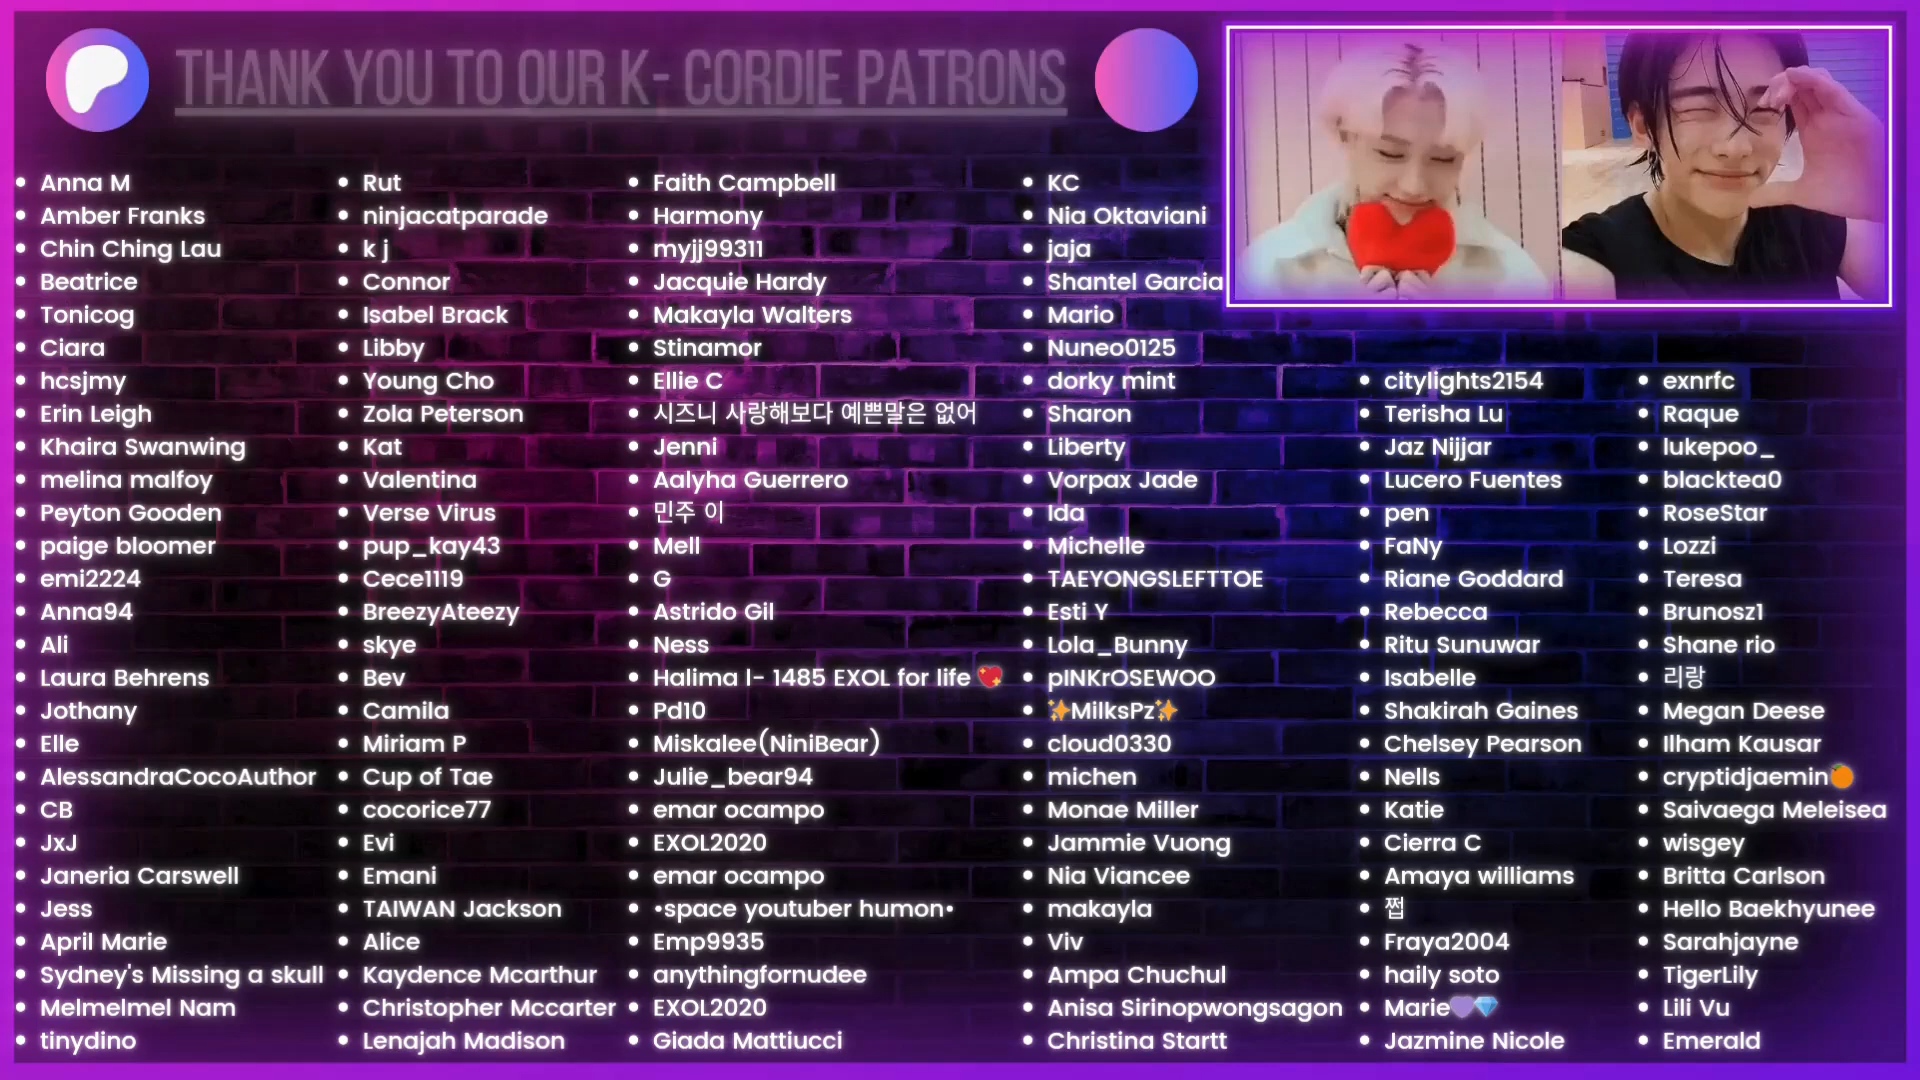 THANK YOU TO OUR K- CORDIE PATRONS
• Anna M
• Amber Franks
• Chin Ching Lau
• Beatrice
• Tonicog
• Ciara
• hcsjmy
• Erin Leigh
• Khaira Swanwing
• melina malfoy
• Peyton Gooden
• paige bloomer
• emi2224
• Anna94
• Ali
• Laura Behrens
• Jothany
• Elle
• AlessandraCocoAuthor
• CB
• JxJ
• Janeria Carswell
• Jess
• April Marie
• Sydney's Missing a skull
• Melmelmel Nam
• tinydino
• Rut
• ninjacatparade
• k j
• Connor
• Isabel Brack
• Libby
• Young Cho
• Zola Peterson
• Kat
• Valentina
• Verse Virus
• pup_kay43
• Cece1119
• BreezyAteezy
• skye
• Bev
• Camila
• Miriam P
• Cup of Tae
• cocorice77
• Evi
• Emani
• TAIWAN Jackson
• Alice
• Kaydence Mcarthur
• Christopher Mccarter
• Lenajah Madison
• Faith Campbell
• Harmony
• myjj99311
• Jacquie Hardy
• Makayla Walters
• Stinamor
• Ellie C
• 시즈니 사랑해보다 예쁜말은 없어
• Jenni
• Aalyha Guerrero
• 민주 이
• Mell
• G
• Astrido Gil
• Ness
• Halima l- 1485 EXOL for life 💖
• Pd10
• Miskalee(NiniBear)
• Julie_bear94
• emar ocampo
• EXOL2020
• emar ocampo
• •space youtuber humon•
• Emp9935
• anythingfornudee
• EXOL2020
• Giada Mattiucci
• KC
• Nia Oktaviani
• jaja
• Shantel Garcia
• Mario
• Nuneo0125
• dorky mint
• Sharon
• Liberty
• Vorpax Jade
• Ida
• Michelle
• TAEYONGSLEFTTOE
• Esti Y
• Lola_Bunny
• pINKrOSEWOO
• ✨MilksPz✨
• cloud0330
• michen
• Monae Miller
• Jammie Vuong
• Nia Viancee
• makayla
• Viv
• Ampa Chuchul
• Anisa Sirinopwongsagon
• Christina Startt
• citylights2154
• Terisha Lu
• Jaz Nijjar
• Lucero Fuentes
• pen
• FaNy
• Riane Goddard
• Rebecca
• Ritu Sunuwar
• Isabelle
• Shakirah Gaines
• Chelsey Pearson
• Nells
• Katie
• Cierra C
• Amaya williams
• 쩝
• Fraya2004
• haily soto
• Marie💜💎
• Jazmine Nicole
• exnrfc
• Raque
• lukepoo_
• blacktea0
• RoseStar
• Lozzi
• Teresa
• Brunosz1
• Shane rio
• 리랑
• Megan Deese
• Ilham Kausar
• cryptidjaemin🍊
• Saivaega Meleisea
• wisgey
• Britta Carlson
• Hello Baekhyunee
• Sarahjayne
• TigerLily
• Lili Vu
• Emerald